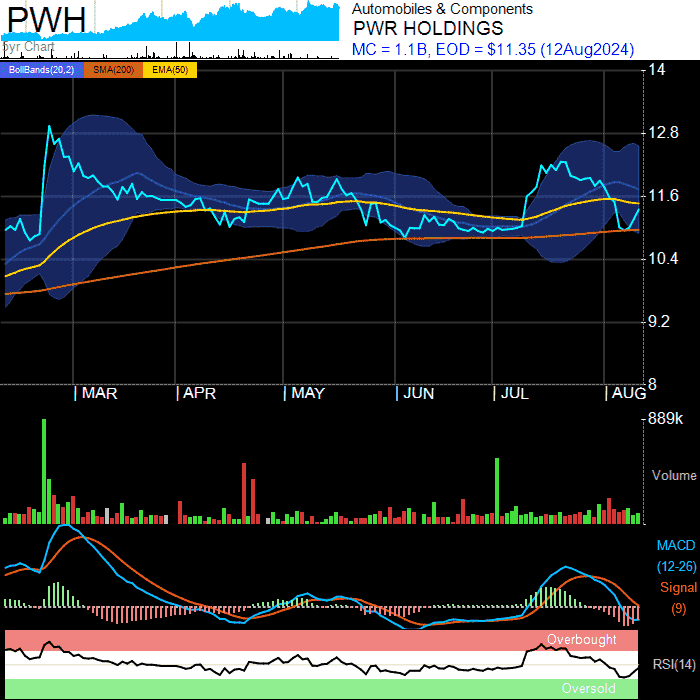 PWH
5yr Chart
Automobiles & Components
PWR HOLDINGS
MC = 1.1B, EOD = $11.35 (12Aug2024)
BollBands(20,2) SMA(200) EMA(50)
14
12.8
11.6
10.4
9.2
8
MAR APR MAY JUN JUL AUG
889k
Volume
MACD
(12-26)
Signal
(9)
Overbought
RSI(14)
Oversold